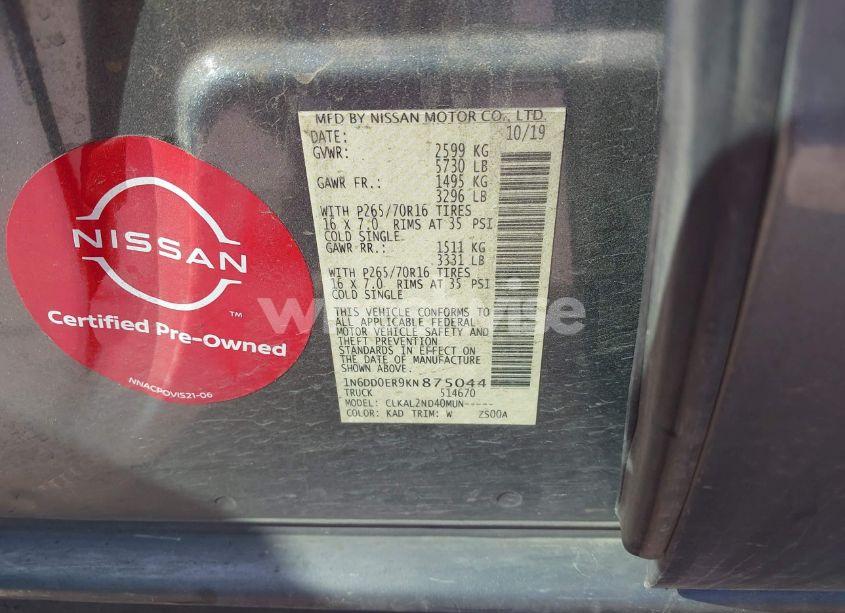 MFD BY NISSAN MOTOR CO., LTD.
DATE: 10/19
GVWR: 2599 KG
5730 LB
GAWR FR.: 1495 KG
3296 LB
WITH P265/70R16 TIRES
16 X 7.0 RIMS AT 35 PSI
COLD SINGLE
GAWR RR.: 1511 KG
3331 LB
WITH P265/70R16 TIRES
16 X 7.0 RIMS AT 35 PSI
COLD SINGLE
THIS VEHICLE CONFORMS TO
ALL APPLICABLE FEDERAL
MOTOR VEHICLE SAFETY AND
THEFT PREVENTION
STANDARDS IN EFFECT ON
THE DATE OF MANUFACTURE
SHOWN ABOVE.
1N6DD0ER9KN875044
TRUCK 514670
MODEL: CLKAL2ND40MUN-----
COLOR: KAD TRIM: W ZS00A
NISSAN
™
Certified Pre-Owned
NNACPOVIS21-06